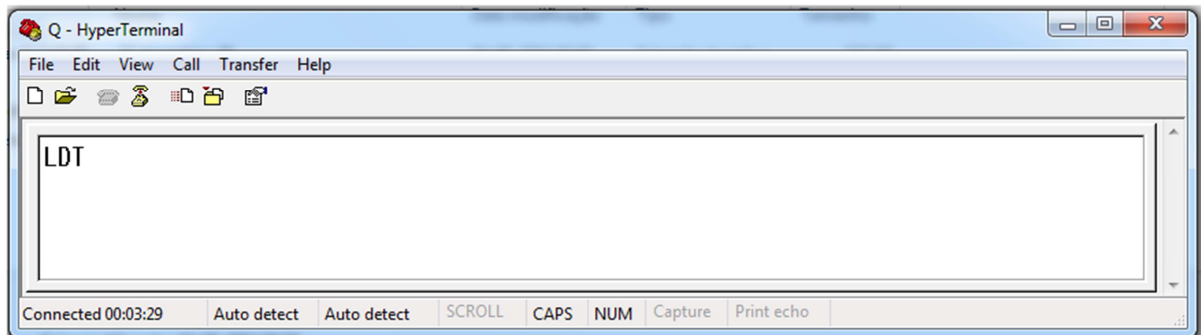 Q - HyperTerminal
File Edit View Call Transfer Help
LDT
Connected 00:03:29 Auto detect Auto detect SCROLL CAPS NUM Capture Print echo